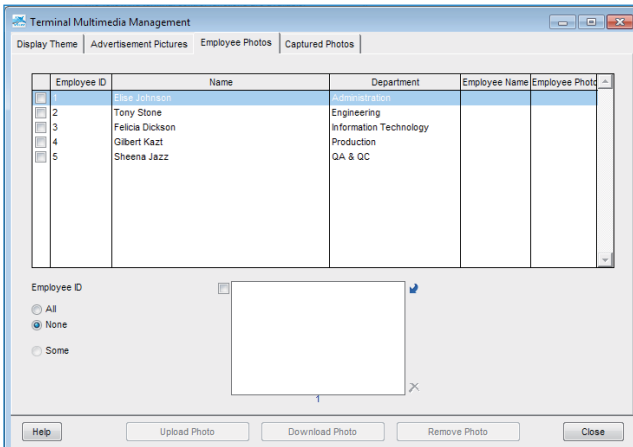 Terminal Multimedia Management
Display Theme Advertisement Pictures Employee Photos Captured Photos
Employee ID Name Department Employee Name Employee Photo
1 Elise Johnson Administration
2 Tony Stone Engineering
3 Felicia Dickson Information Technology
4 Gilbert Kazt Production
5 Sheena Jazz QA & QC
Employee ID
All
None
Some
1
Help Upload Photo Download Photo Remove Photo Close